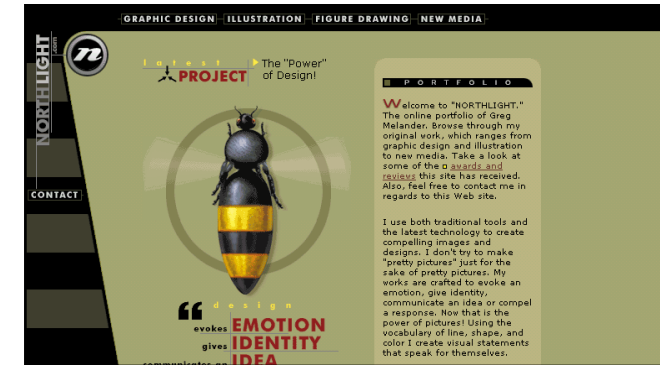 GRAPHIC DESIGN ILLUSTRATION FIGURE DRAWING NEW MEDIA
NORTHLIGHT
.com
n
CONTACT
latest
PROJECT
The "Power"
of Design!
“
design
evokes EMOTION
gives IDENTITY
communicates an IDEA
PORTFOLIO
Welcome to "NORTHLIGHT."
The online portfolio of Greg
Melander. Browse through my
original work, which ranges from
graphic design and illustration
to new media. Take a look at
some of the ¤ awards and
reviews this site has received.
Also, feel free to contact me in
regards to this Web site.
I use both traditional tools and
the latest technology to create
compelling images and
designs. I don't try to make
"pretty pictures" just for the
sake of pretty pictures. My
works are crafted to evoke an
emotion, give identity,
communicate an idea or compel
a response. Now that is the
power of pictures! Using the
vocabulary of line, shape, and
color I create visual statements
that speak for themselves.